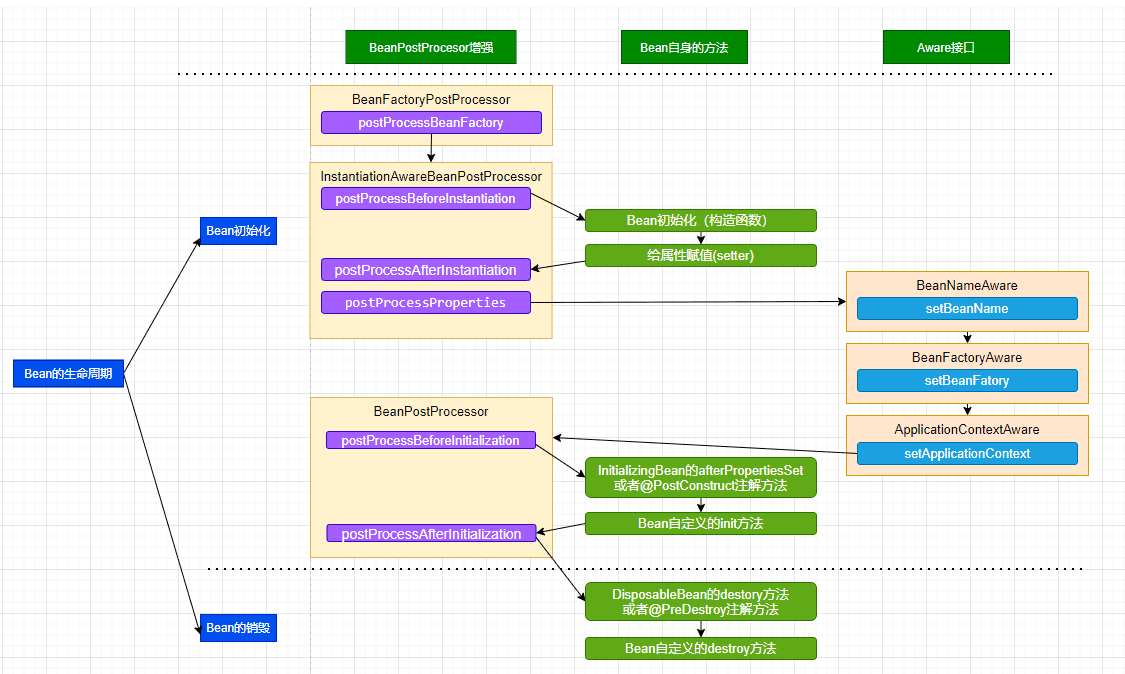 BeanPostProcesor增强
Bean自身的方法
Aware接口
BeanFactoryPostProcessor
postProcessBeanFactory
InstantiationAwareBeanPostProcessor
postProcessBeforeInstantiation
Bean初始化（构造函数）
Bean初始化
给属性赋值(setter)
postProcessAfterInstantiation
postProcessProperties
BeanNameAware
setBeanName
BeanFactoryAware
setBeanFatory
Bean的生命周期
ApplicationContextAware
setApplicationContext
BeanPostProcessor
postProcessBeforeInitialization
InitializingBean的afterPropertiesSet
或者@PostConstruct注解方法
Bean自定义的init方法
postProcessAfterInitialization
DisposableBean的destory方法
或者@PreDestroy注解方法
Bean的销毁
Bean自定义的destroy方法